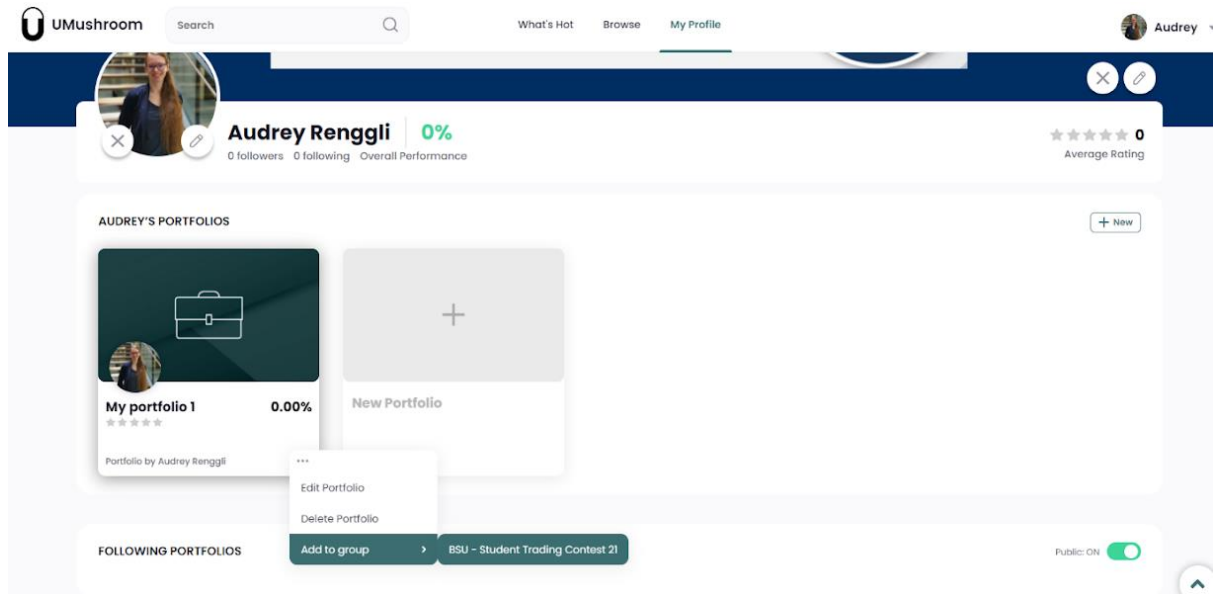 UMushroom
Search
What's Hot
Browse
My Profile
Audrey
Audrey Renggli
0%
0 followers 0 following Overall Performance
0
Average Rating
AUDREY'S PORTFOLIOS
+ New
My portfolio 1
0.00%
Portfolio by Audrey Renggli
New Portfolio
...
Edit Portfolio
Delete Portfolio
Add to group
BSU - Student Trading Contest 21
FOLLOWING PORTFOLIOS
Public: ON